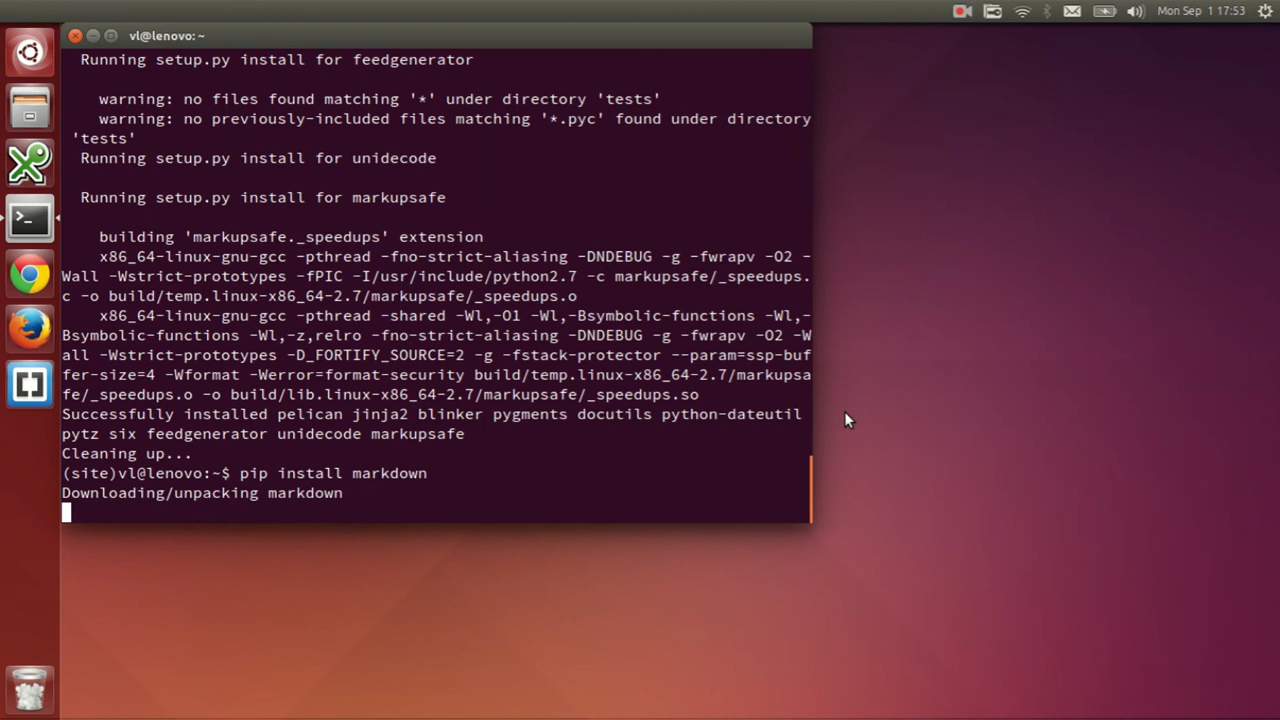 Mon Sep 1 17:53
vl@lenovo: ~
Running setup.py install for feedgenerator
warning: no files found matching '*' under directory 'tests'
warning: no previously-included files matching '*.pyc' found under directory
'tests'
Running setup.py install for unidecode
Running setup.py install for markupsafe
building 'markupsafe._speedups' extension
x86_64-linux-gnu-gcc -pthread -fno-strict-aliasing -DNDEBUG -g -fwrapv -O2 -
Wall -Wstrict-prototypes -fPIC -I/usr/include/python2.7 -c markupsafe/_speedups.
c -o build/temp.linux-x86_64-2.7/markupsafe/_speedups.o
x86_64-linux-gnu-gcc -pthread -shared -Wl,-O1 -Wl,-Bsymbolic-functions -Wl,-
Bsymbolic-functions -Wl,-z,relro -fno-strict-aliasing -DNDEBUG -g -fwrapv -O2 -W
all -Wstrict-prototypes -D_FORTIFY_SOURCE=2 -g -fstack-protector --param=ssp-buf
fer-size=4 -Wformat -Werror=format-security build/temp.linux-x86_64-2.7/markupsa
fe/_speedups.o -o build/lib.linux-x86_64-2.7/markupsafe/_speedups.so
Successfully installed pelican jinja2 blinker pygments docutils python-dateutil
pytz six feedgenerator unidecode markupsafe
Cleaning up...
(site)vl@lenovo:~$ pip install markdown
Downloading/unpacking markdown